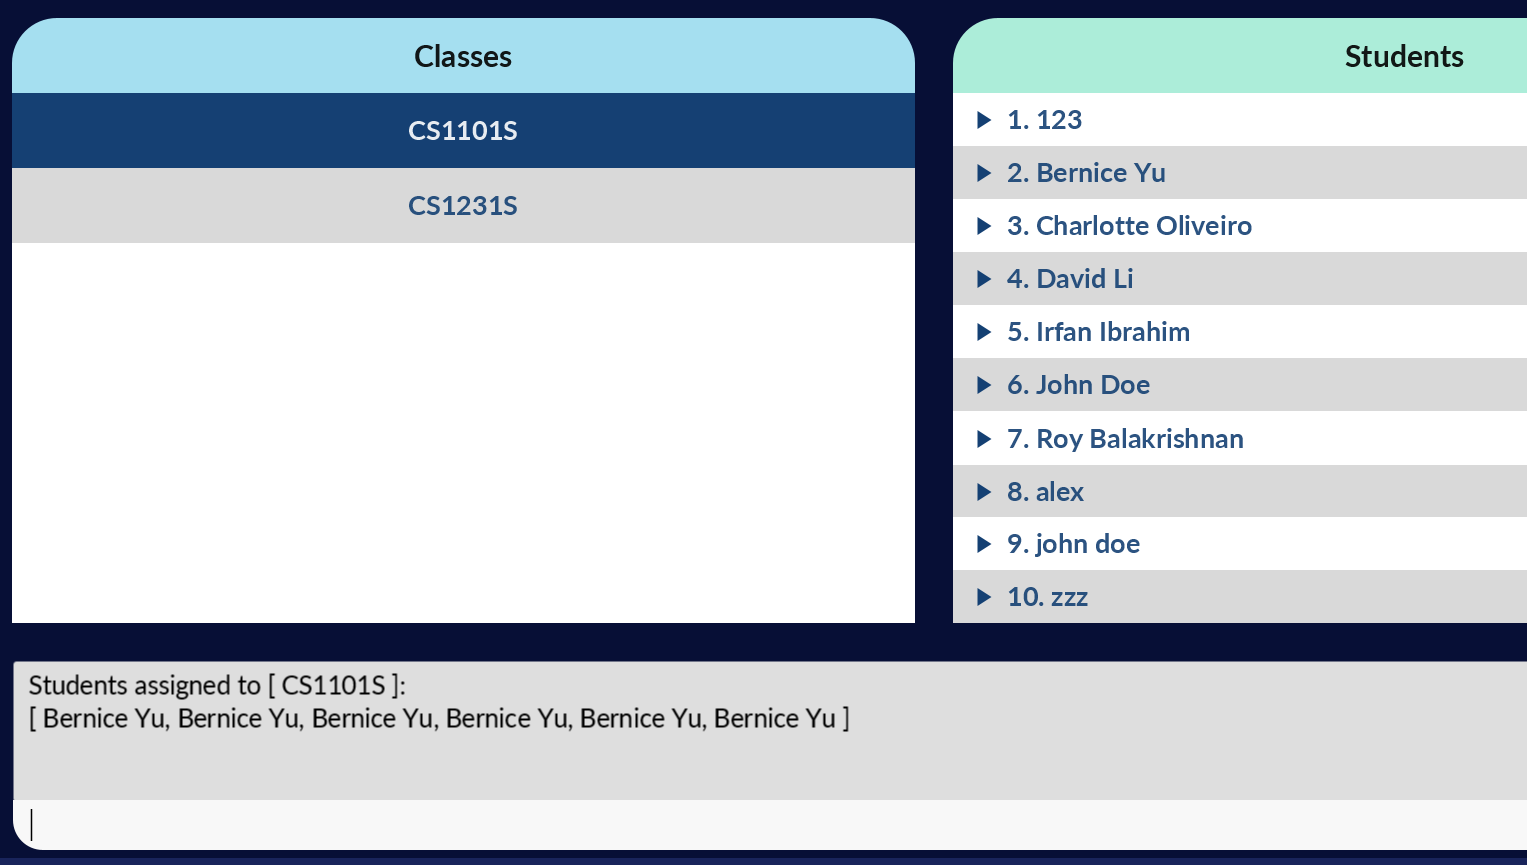 Classes
CS1101S
CS1231S
Students
1. 123
2. Bernice Yu
3. Charlotte Oliveiro
4. David Li
5. Irfan Ibrahim
6. John Doe
7. Roy Balakrishnan
8. alex
9. john doe
10. zzz
Students assigned to [ CS1101S ]:
[ Bernice Yu, Bernice Yu, Bernice Yu, Bernice Yu, Bernice Yu, Bernice Yu ]